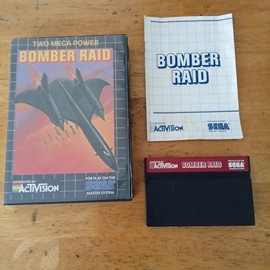 TWO-MEGA-POWER
BOMBER RAID
ACTIVISION
FOR PLAY ON THE
SEGA
MASTER SYSTEM
BOMBER
RAID
ACTIVISION
SEGA
BOMBER RAID
ACTIVISION
SEGA